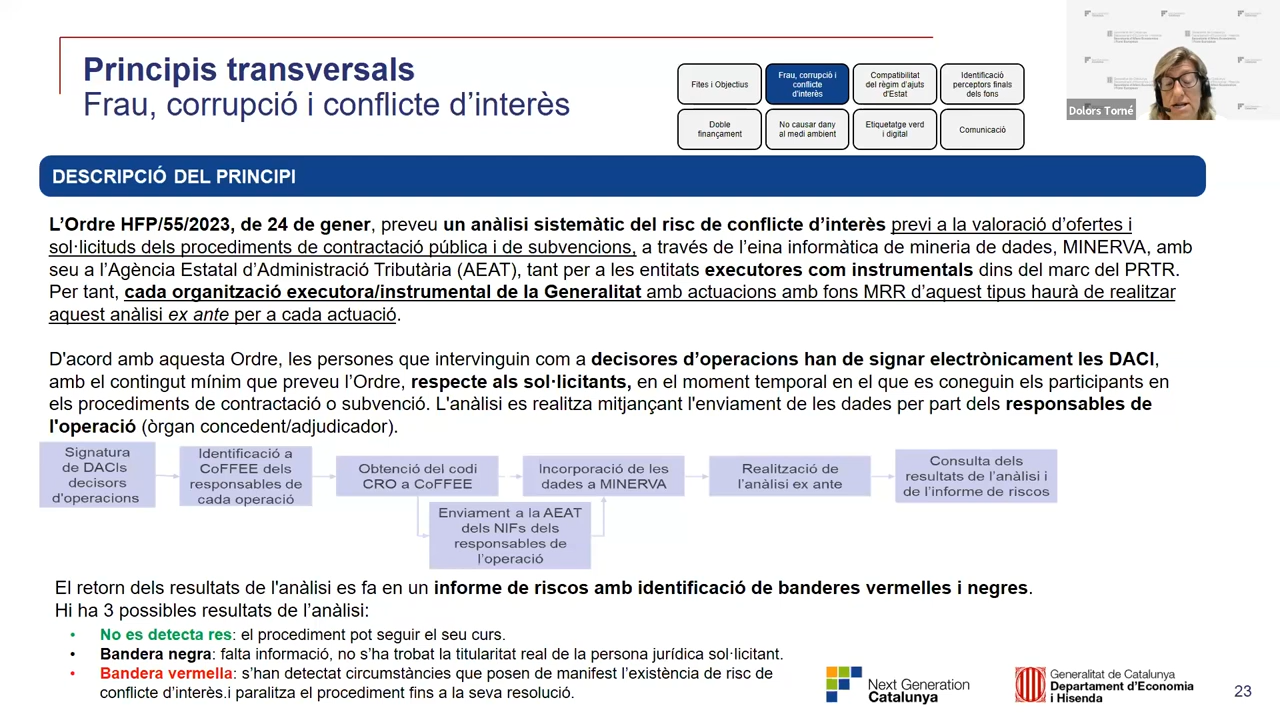 Principis transversals
Frau, corrupció i conflicte d'interès
Fites i Objectius
Frau, corrupció i
conflicte
d'interès
Compatibilitat
del règim d'ajuts
d'Estat
Identificació
perceptors finals
dels fons
Doble
finançament
No causar dany
al medi ambient
Etiquetatge verd
i digital
Comunicació
Dolors Torné
DESCRIPCIÓ DEL PRINCIPI
L'Ordre HFP/55/2023, de 24 de gener, preveu un anàlisi sistemàtic del risc de conflicte d'interès previ a la valoració d'ofertes i
sol·licituds dels procediments de contractació pública i de subvencions, a través de l'eina informàtica de mineria de dades, MINERVA, amb
seu a l'Agència Estatal d'Administració Tributària (AEAT), tant per a les entitats executores com instrumentals dins del marc del PRTR.
Per tant, cada organització executora/instrumental de la Generalitat amb actuacions amb fons MRR d'aquest tipus haurà de realitzar
aquest anàlisi ex ante per a cada actuació.
D'acord amb aquesta Ordre, les persones que intervinguin com a decisores d'operacions han de signar electrònicament les DACI,
amb el contingut mínim que preveu l'Ordre, respecte als sol·licitants, en el moment temporal en el que es coneguin els participants en
els procediments de contractació o subvenció. L'anàlisi es realitza mitjançant l'enviament de les dades per part dels responsables de
l'operació (òrgan concedent/adjudicador).
Signatura
de DACIs
decisors
d'operacions
Identificació a
CoFFEE dels
responsables de
cada operació
Obtenció del codi
CRO a CoFFEE
Enviament a la AEAT
dels NIFs dels
responsables de
l'operació
Incorporació de les
dades a MINERVA
Realització de
l'anàlisi ex ante
Consulta dels
resultats de l'anàlisi i
de l'informe de riscos
El retorn dels resultats de l'anàlisi es fa en un informe de riscos amb identificació de banderes vermelles i negres.
Hi ha 3 possibles resultats de l'anàlisi:
• No es detecta res: el procediment pot seguir el seu curs.
• Bandera negra: falta informació, no s'ha trobat la titularitat real de la persona jurídica sol·licitant.
• Bandera vermella: s'han detectat circumstàncies que posen de manifest l'existència de risc de
conflicte d'interès.i paralitza el procediment fins a la seva resolució.
Next Generation
Catalunya
Generalitat de Catalunya
Departament d'Economia
i Hisenda
23